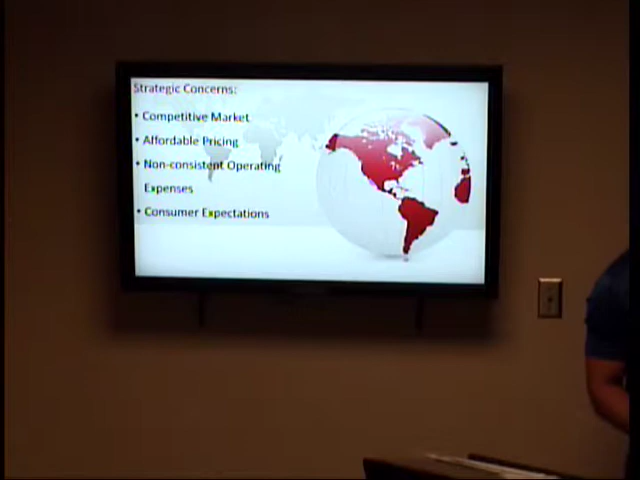 Strategic Concerns:
• Competitive Market
• Affordable Pricing
• Non-consistent Operating
Expenses
• Consumer Expectations